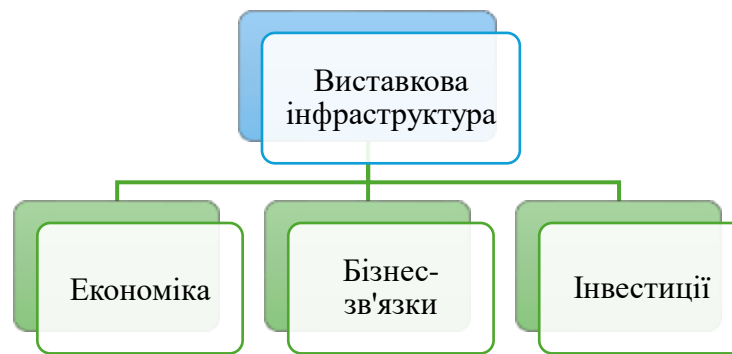 Виставкова
інфраструктура
Економіка
Бізнес-
зв'язки
Інвестиції